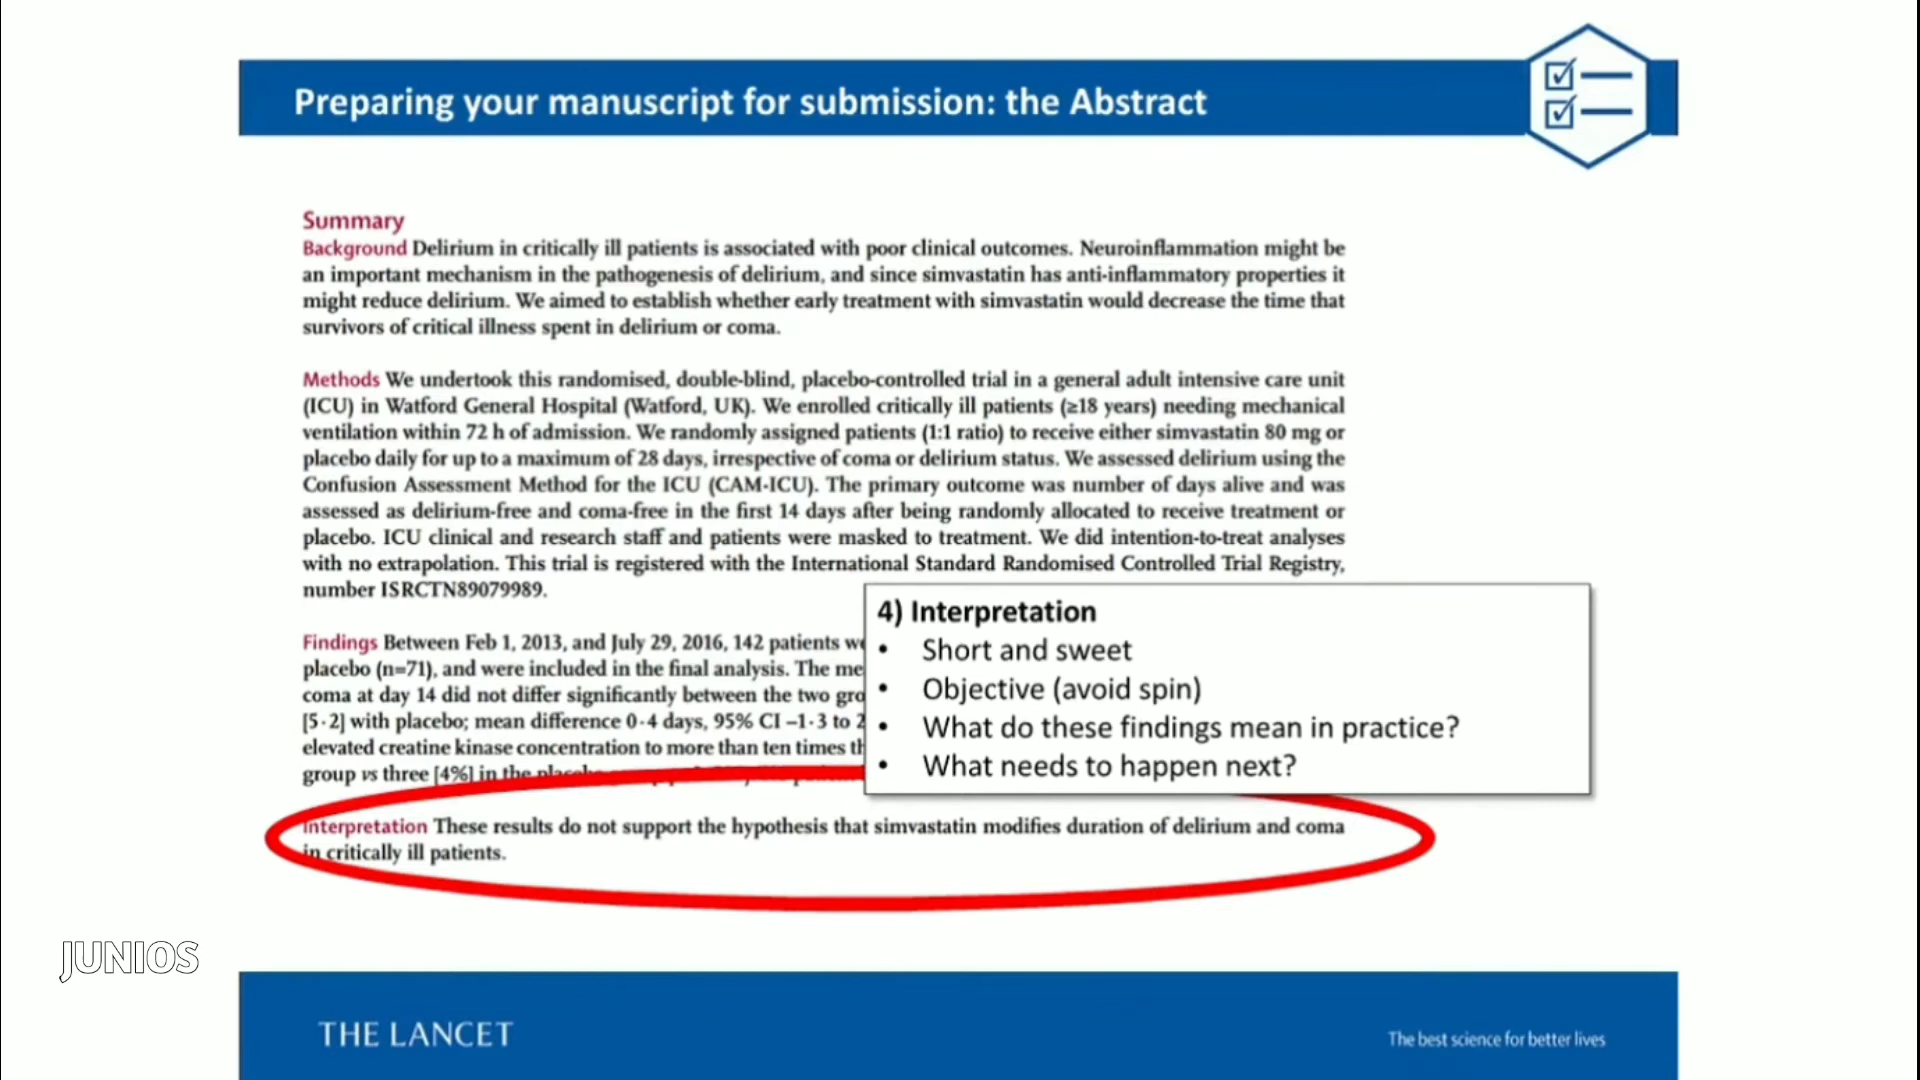 Preparing your manuscript for submission: the Abstract
Summary
Background Delirium in critically ill patients is associated with poor clinical outcomes. Neuroinflammation might be
an important mechanism in the pathogenesis of delirium, and since simvastatin has anti-inflammatory properties it
might reduce delirium. We aimed to establish whether early treatment with simvastatin would decrease the time that
survivors of critical illness spent in delirium or coma.
Methods We undertook this randomised, double-blind, placebo-controlled trial in a general adult intensive care unit
(ICU) in Watford General Hospital (Watford, UK). We enrolled critically ill patients (≥18 years) needing mechanical
ventilation within 72 h of admission. We randomly assigned patients (1:1 ratio) to receive either simvastatin 80 mg or
placebo daily for up to a maximum of 28 days, irrespective of coma or delirium status. We assessed delirium using the
Confusion Assessment Method for the ICU (CAM-ICU). The primary outcome was number of days alive and was
assessed as delirium-free and coma-free in the first 14 days after being randomly allocated to receive treatment or
placebo. ICU clinical and research staff and patients were masked to treatment. We did intention-to-treat analyses
with no extrapolation. This trial is registered with the International Standard Randomised Controlled Trial Registry,
number ISRCTN89079989.
Findings Between Feb 1, 2013, and July 29, 2016, 142 patients
placebo (n=71), and were included in the final analysis. The
coma at day 14 did not differ significantly between the two
[5·2] with placebo; mean difference 0·4 days, 95% CI –1·3 to
elevated creatine kinase concentration to more than ten times
group vs three [4%] in the
4) Interpretation
• Short and sweet
• Objective (avoid spin)
• What do these findings mean in practice?
• What needs to happen next?
Interpretation These results do not support the hypothesis that simvastatin modifies duration of delirium and coma
in critically ill patients.
JUNIOS
THE LANCET
The best science for better lives